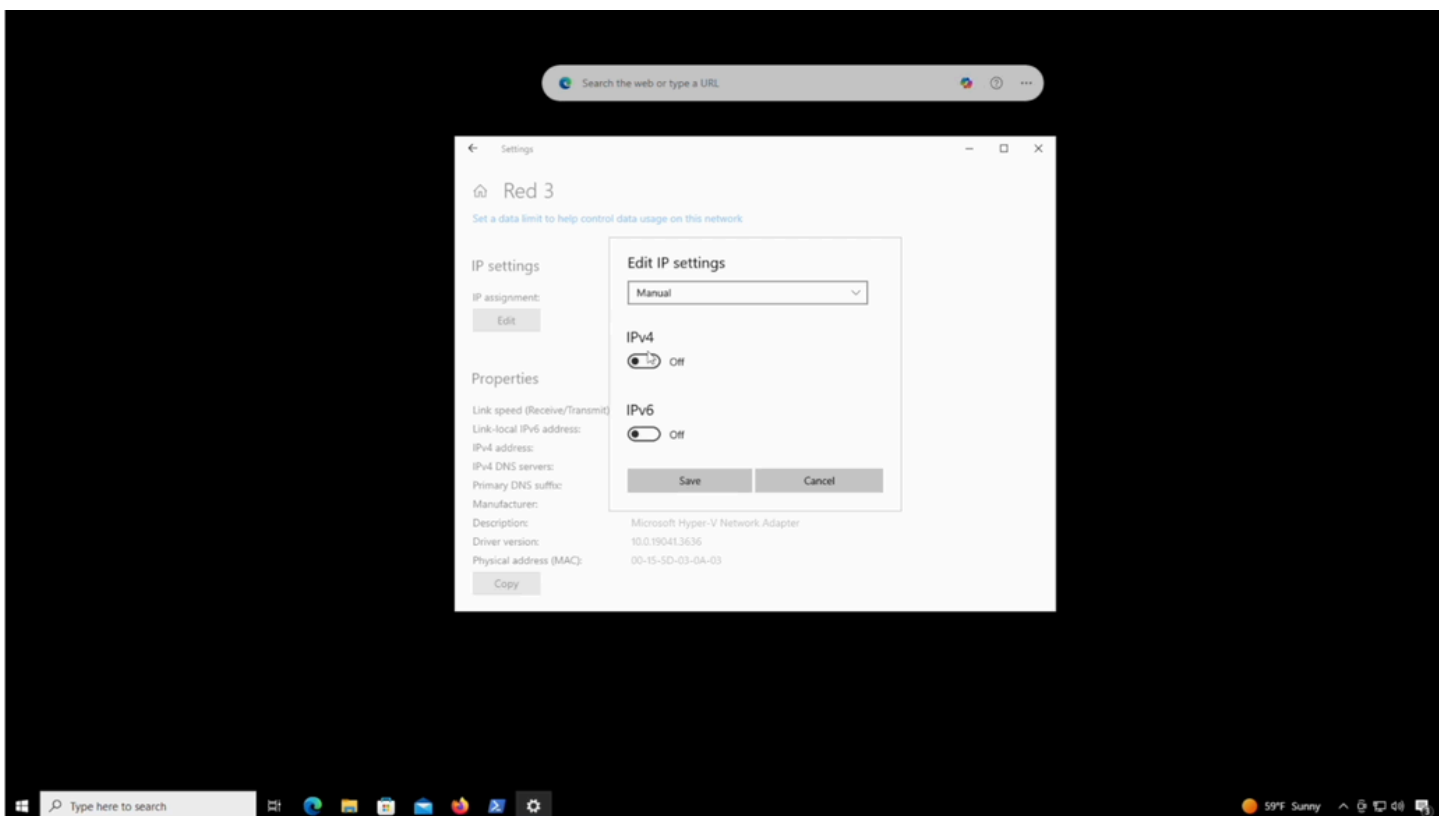 Search the web or type a URL
Settings
Red 3
Set a data limit to help control data usage on this network
IP settings
IP assignment:
Edit
Edit IP settings
Manual
IPv4
Off
IPv6
Off
Save
Cancel
Properties
Link speed (Receive/Transmit)
Link-local IPv6 address:
IPv4 address:
IPv4 DNS servers:
Primary DNS suffix:
Manufacturer:
Description: Microsoft Hyper-V Network Adapter
Driver version: 10.0.19041.3636
Physical address (MAC): 00-15-5D-03-0A-03
Copy
Type here to search
59°F Sunny